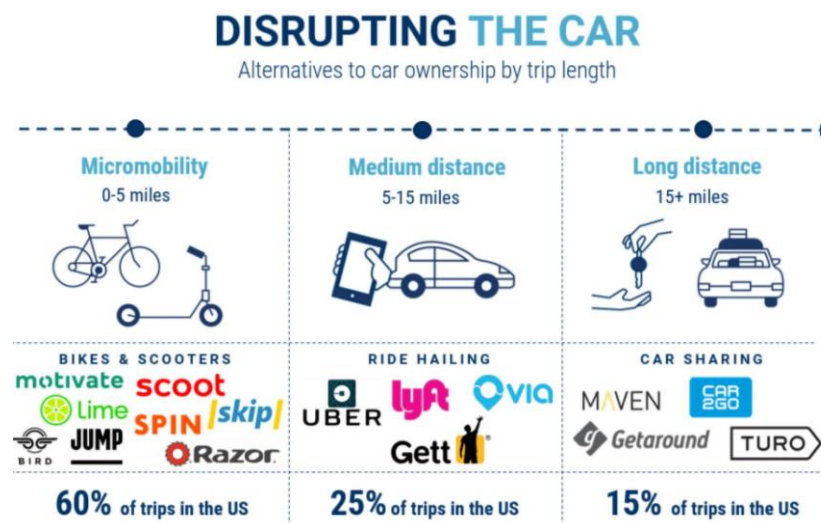 DISRUPTING THE CAR
Alternatives to car ownership by trip length
Micromobility
0-5 miles
Medium distance
5-15 miles
Long distance
15+ miles
BIKES & SCOOTERS
motivate
scoot
Lime
SPIN
|skip|
BIRD
JUMP
Razor
RIDE HAILING
UBER
lyft
via
Gett
CAR SHARING
MAVEN
CAR
2GO
Getaround
TURO
60% of trips in the US
25% of trips in the US
15% of trips in the US